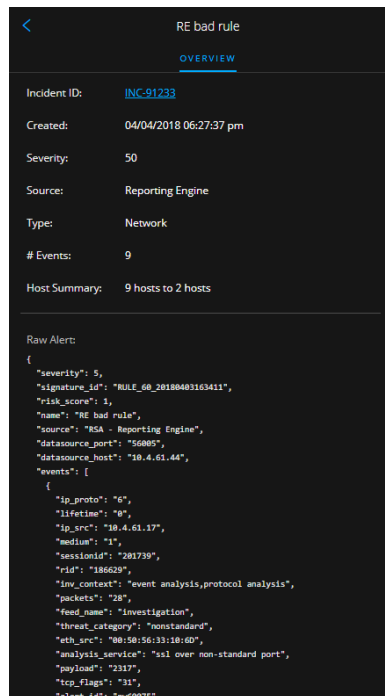 RE bad rule
OVERVIEW
Incident ID: INC-91233
Created: 04/04/2018 06:27:37 pm
Severity: 50
Source: Reporting Engine
Type: Network
# Events: 9
Host Summary: 9 hosts to 2 hosts
Raw Alert:
{
"severity": 5,
"signature_id": "RULE_60_20180403163411",
"risk_score": 1,
"name": "RE bad rule",
"source": "RSA - Reporting Engine",
"datasource_port": "56005",
"datasource_host": "10.4.61.44",
"events": [
{
"ip_proto": "6",
"lifetime": "0",
"ip_src": "10.4.61.17",
"medium": "1",
"sessionid": "201739",
"rid": "186629",
"inv_context": "event analysis,protocol analysis",
"packets": "28",
"feed_name": "investigation",
"threat_category": "nonstandard",
"eth_src": "00:50:56:33:10:6D",
"analysis_service": "ssl over non-standard port",
"payload": "2317",
"tcp_flags": "31",